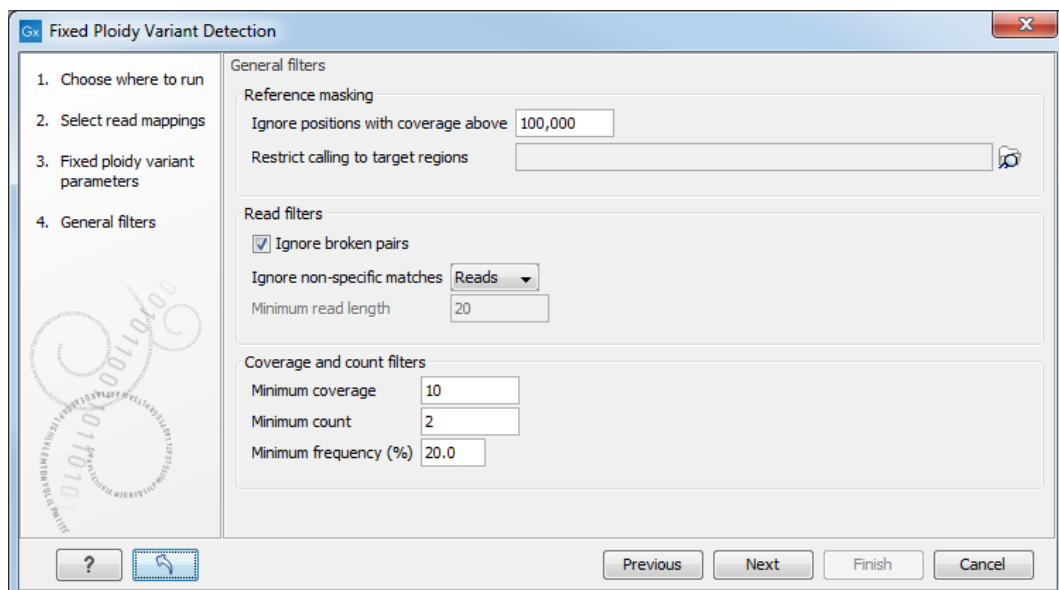 Gx Fixed Ploidy Variant Detection
1. Choose where to run
2. Select read mappings
3. Fixed ploidy variant
parameters
4. General filters
General filters
Reference masking
Ignore positions with coverage above 100,000
Restrict calling to target regions
Read filters
Ignore broken pairs
Ignore non-specific matches Reads
Minimum read length 20
Coverage and count filters
Minimum coverage 10
Minimum count 2
Minimum frequency (%) 20.0
? Previous Next Finish Cancel